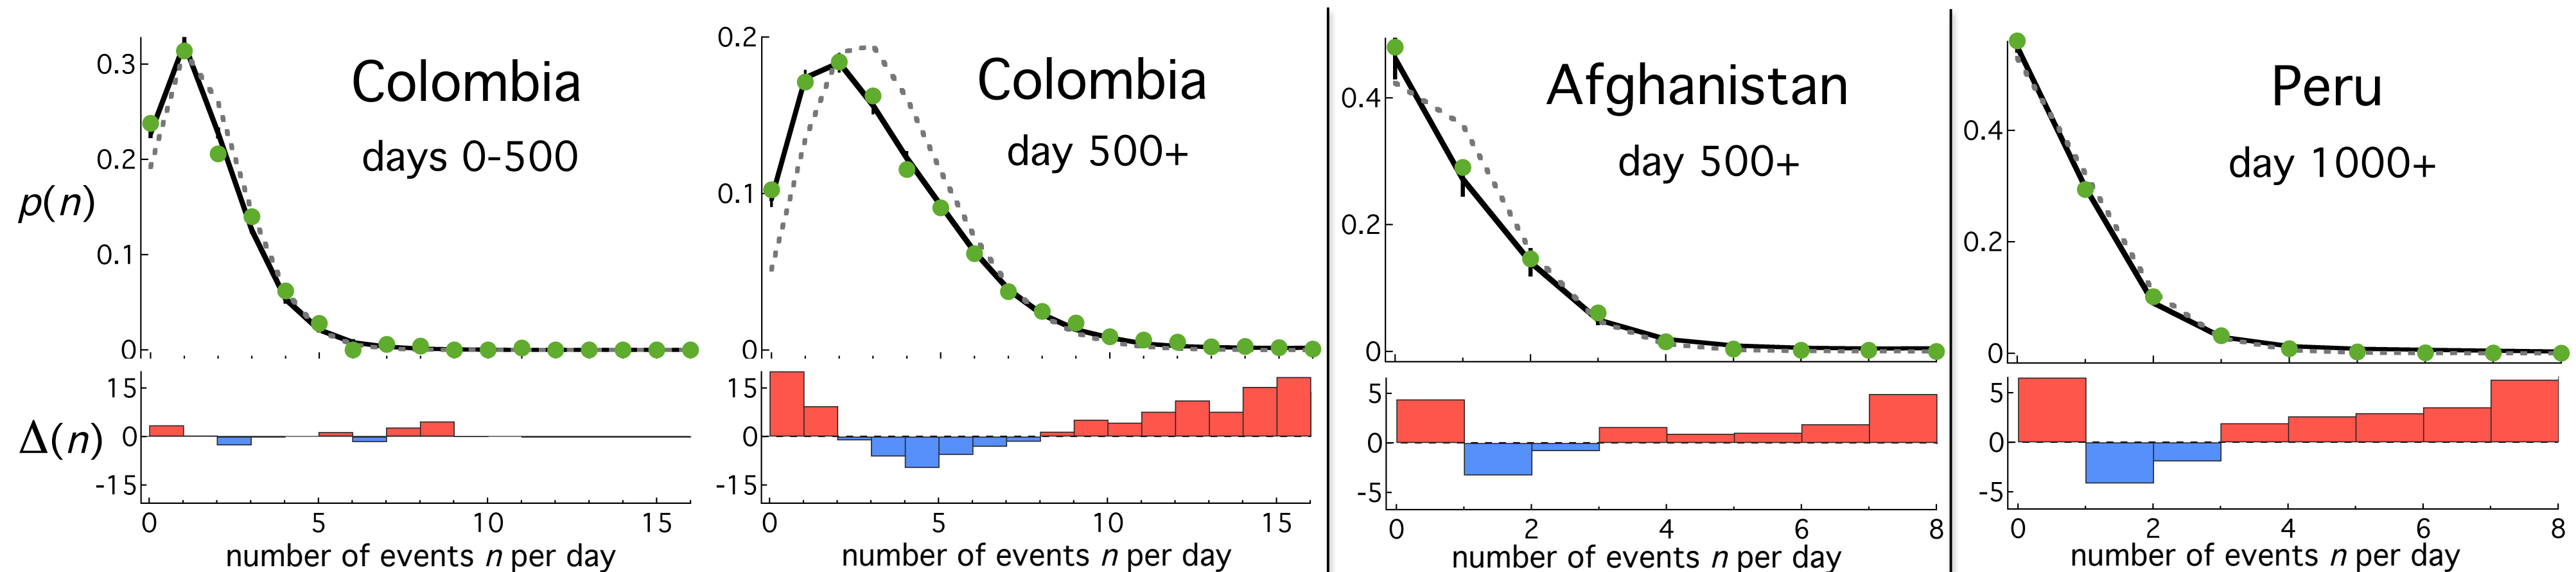 Colombia
days 0-500
p(n)
0.3
0.2
0.1
0
Δ(n)
15
0
-15
0 5 10 15
number of events n per day
Colombia
day 500+
0.2
0.1
0
15
0
-15
0 5 10 15
number of events n per day
Afghanistan
day 500+
0.4
0.2
0
5
0
-5
0 2 4 6 8
number of events n per day
Peru
day 1000+
0.4
0.2
0
5
0
-5
0 2 4 6 8
number of events n per day